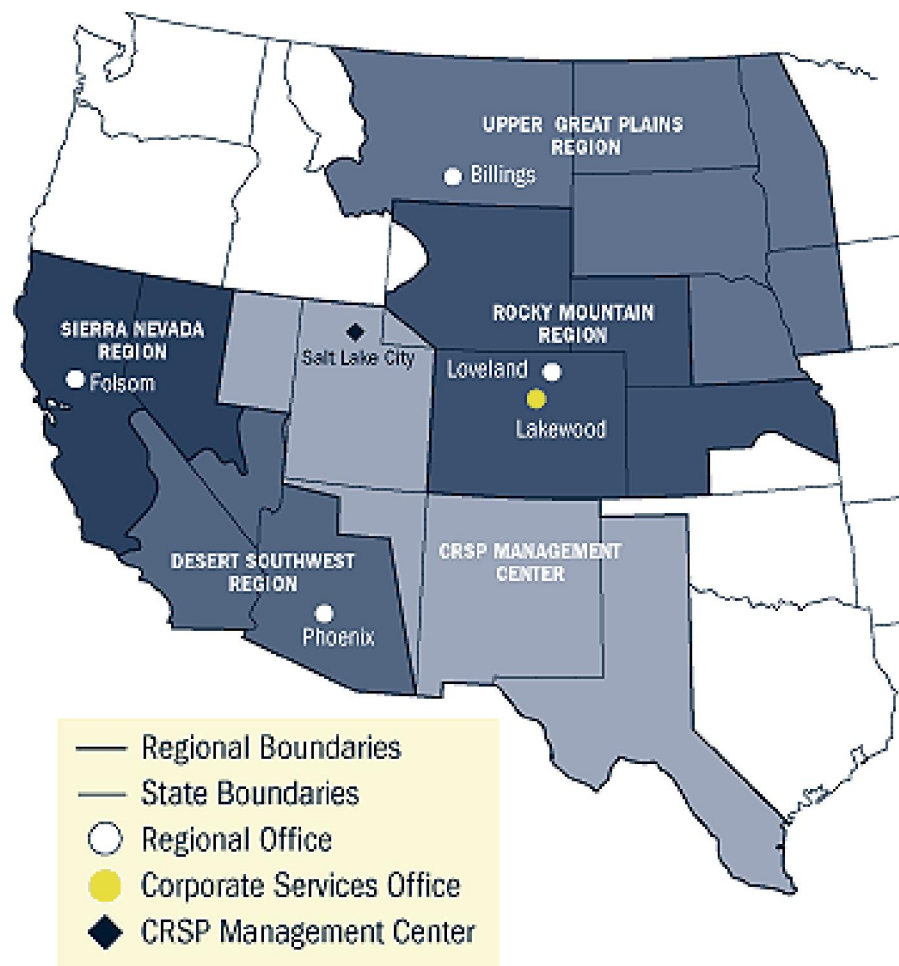 UPPER GREAT PLAINS
REGION
Billings
SIERRA NEVADA
REGION
Folsom
Salt Lake City
ROCKY MOUNTAIN
REGION
Loveland
Lakewood
DESERT SOUTHWEST
REGION
Phoenix
CRSP MANAGEMENT
CENTER
Regional Boundaries
State Boundaries
Regional Office
Corporate Services Office
CRSP Management Center